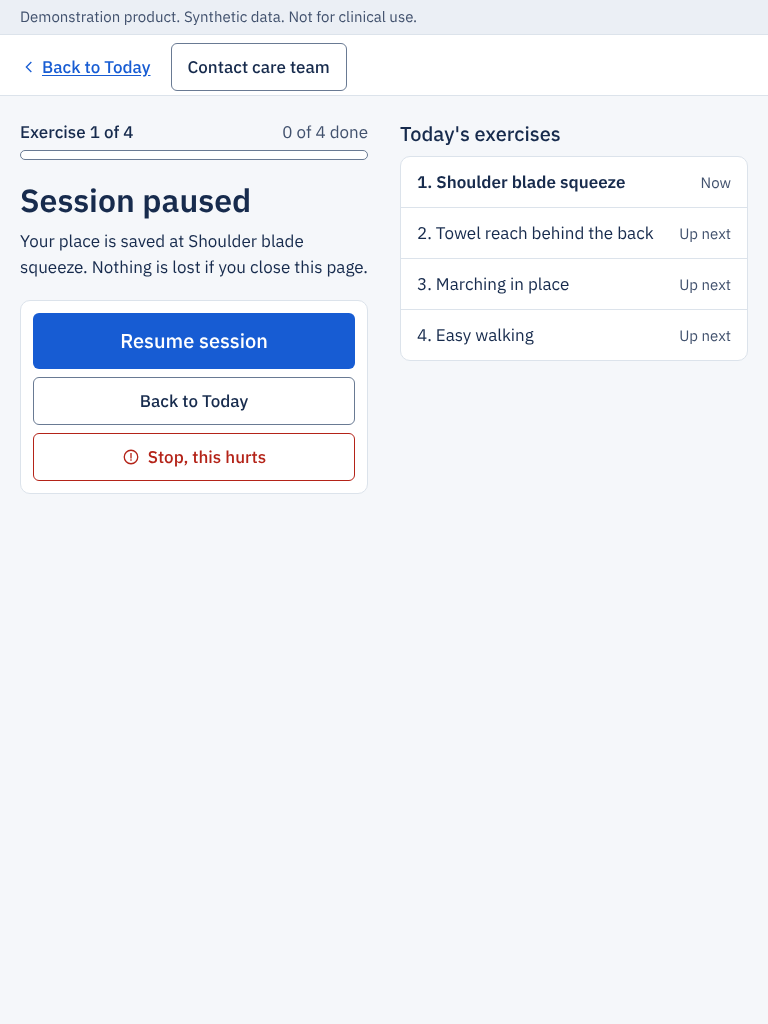 Demonstration product. Synthetic data. Not for clinical use.
Back to Today
Contact care team
Exercise 1 of 4
0 of 4 done
Session paused
Your place is saved at Shoulder blade
squeeze. Nothing is lost if you close this page.
Resume session
Back to Today
Stop, this hurts
Today's exercises
1. Shoulder blade squeeze
Now
2. Towel reach behind the back
Up next
3. Marching in place
Up next
4. Easy walking
Up next